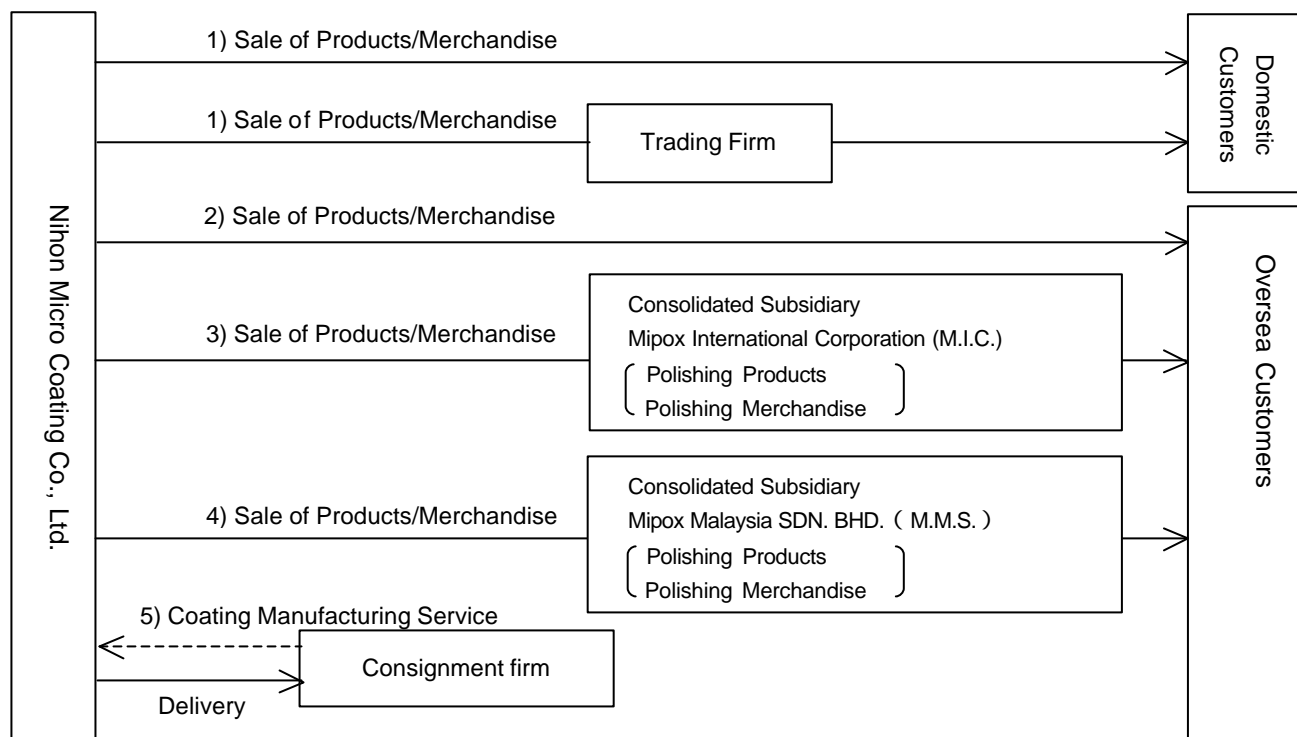 1) Sale of Products/Merchandise
Domestic
Customers
1) Sale of Products/Merchandise
Trading Firm
Nihon Micro Coating Co., Ltd.
2) Sale of Products/Merchandise
Oversea Customers
3) Sale of Products/Merchandise
Consolidated Subsidiary
Mipox International Corporation (M.I.C.)
Polishing Products
Polishing Merchandise
4) Sale of Products/Merchandise
Consolidated Subsidiary
Mipox Malaysia SDN. BHD. ( M.M.S. )
Polishing Products
Polishing Merchandise
5) Coating Manufacturing Service
Consignment firm
Delivery